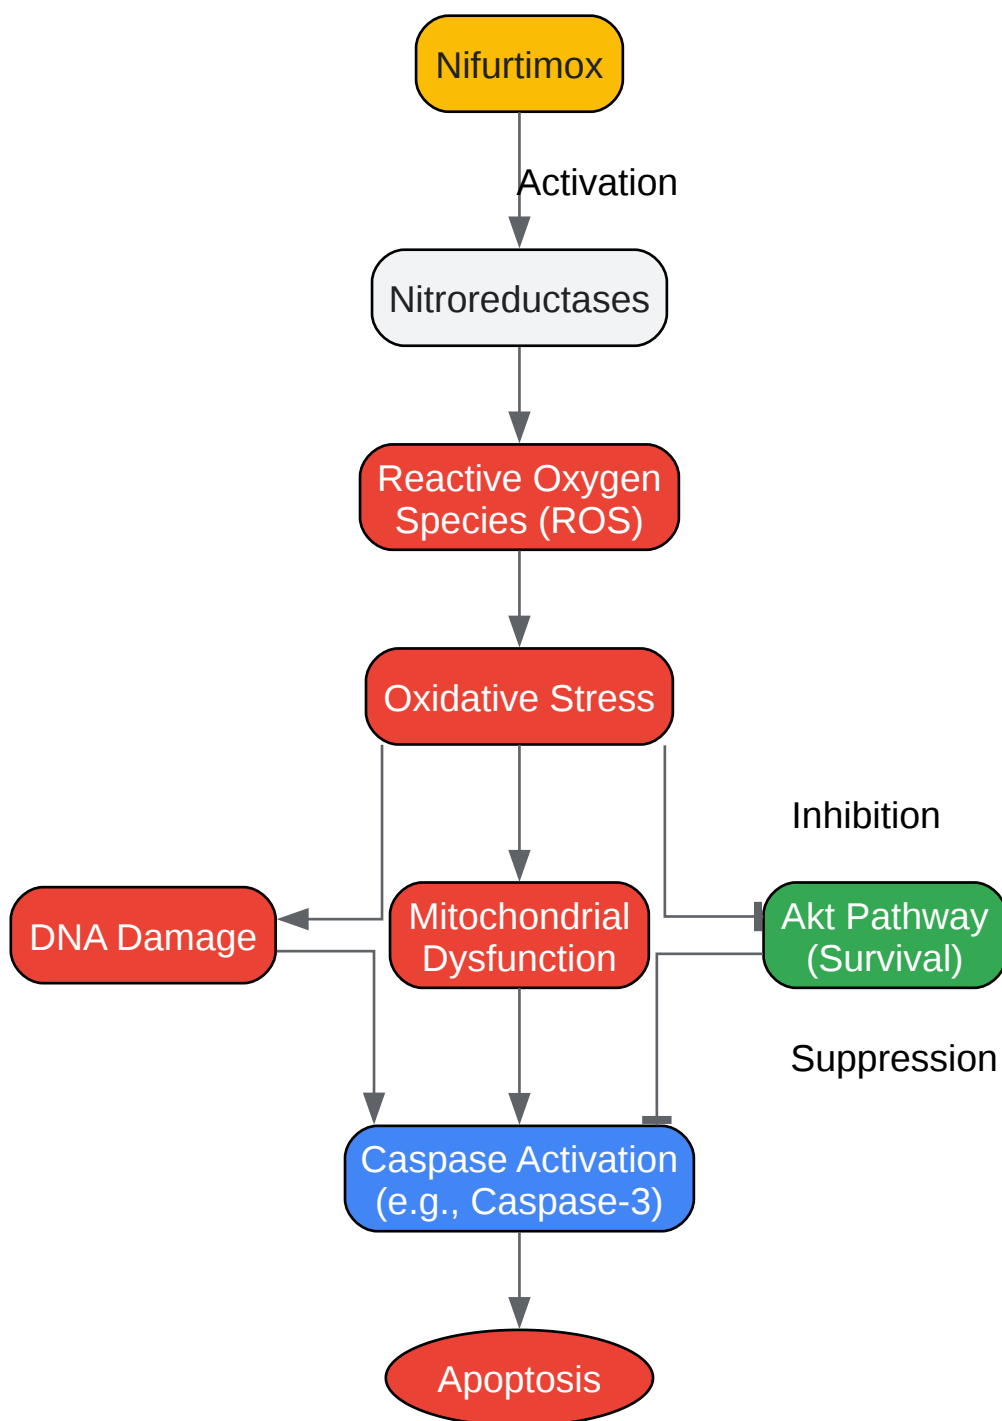 Nifurtimox
Activation
Nitroreductases
Reactive Oxygen
Species (ROS)
Oxidative Stress
Inhibition
DNA Damage
Mitochondrial
Dysfunction
Akt Pathway
(Survival)
Suppression
Caspase Activation
(e.g., Caspase-3)
Apoptosis